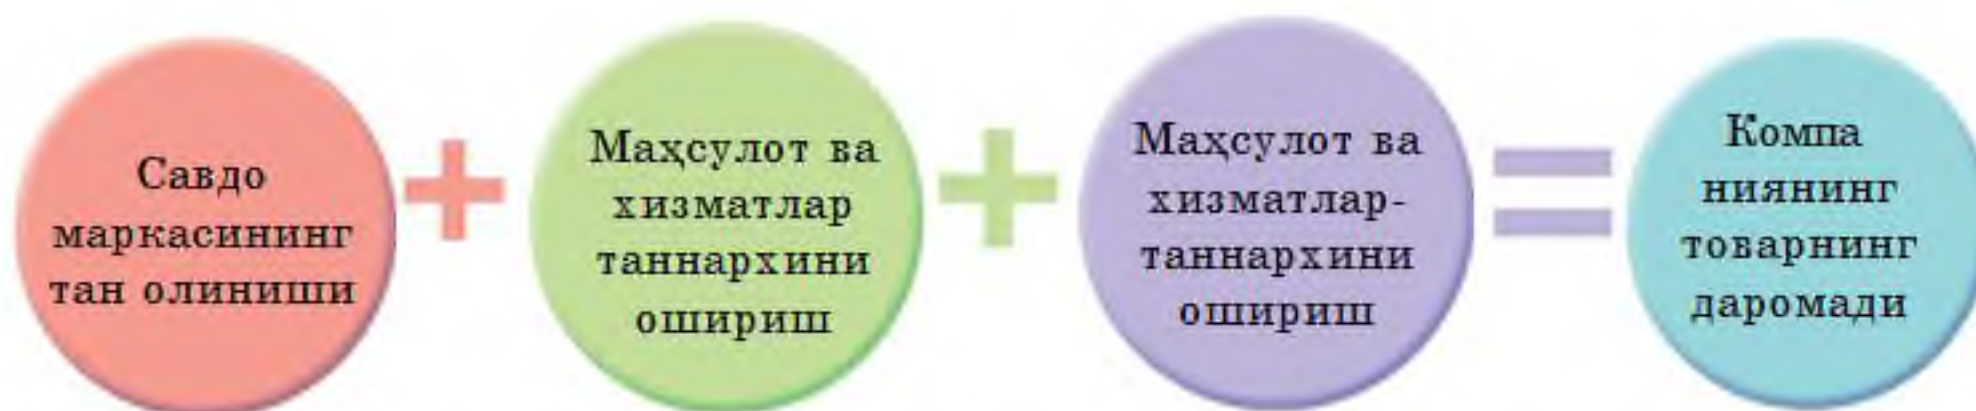 Савдо
маркасининг
тан олиниши
+
Маҳсулот ва
хизматлар
таннархини
ошириш
+
Маҳсулот ва
хизматлар-
таннархини
ошириш
=
Компа
ниянинг
товарнинг
даромади